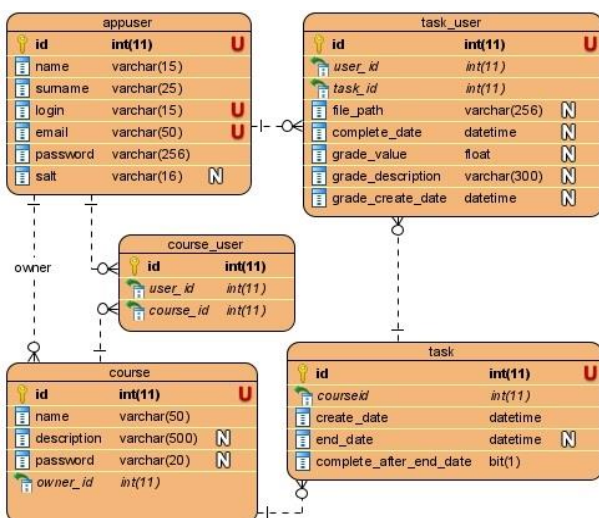 appuser
id int(11) U
name varchar(15)
surname varchar(25)
login varchar(15) U
email varchar(50) U
password varchar(256)
salt varchar(16) N
task_user
id int(11) U
user_id int(11)
task_id int(11)
file_path varchar(256) N
complete_date datetime N
grade_value float N
grade_description varchar(300) N
grade_create_date datetime N
owner
course_user
id int(11)
user_id int(11)
course_id int(11)
course
id int(11) U
name varchar(50)
description varchar(500) N
password varchar(20) N
owner_id int(11)
task
id int(11) U
courseid int(11)
create_date datetime
end_date datetime N
complete_after_end_date bit(1)